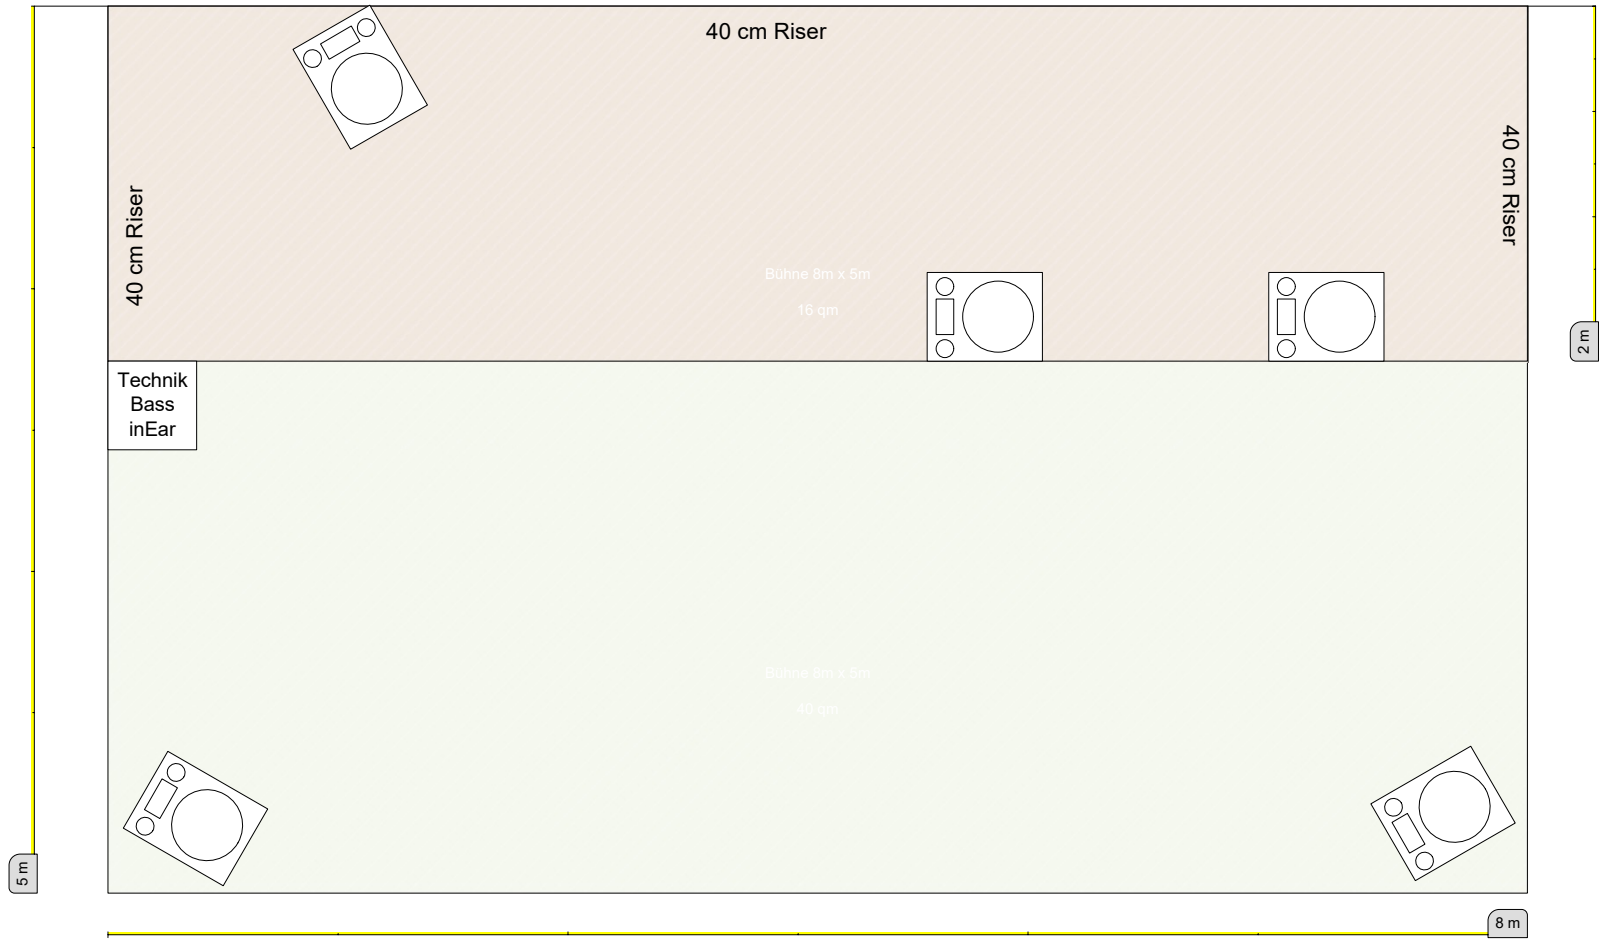 40 cm Riser
40 cm Riser
40 cm Riser
Bühne 8m x 5m
16 qm
2 m
Technik
Bass
inEar
Bühne 8m x 5m
40 qm
5 m
8 m